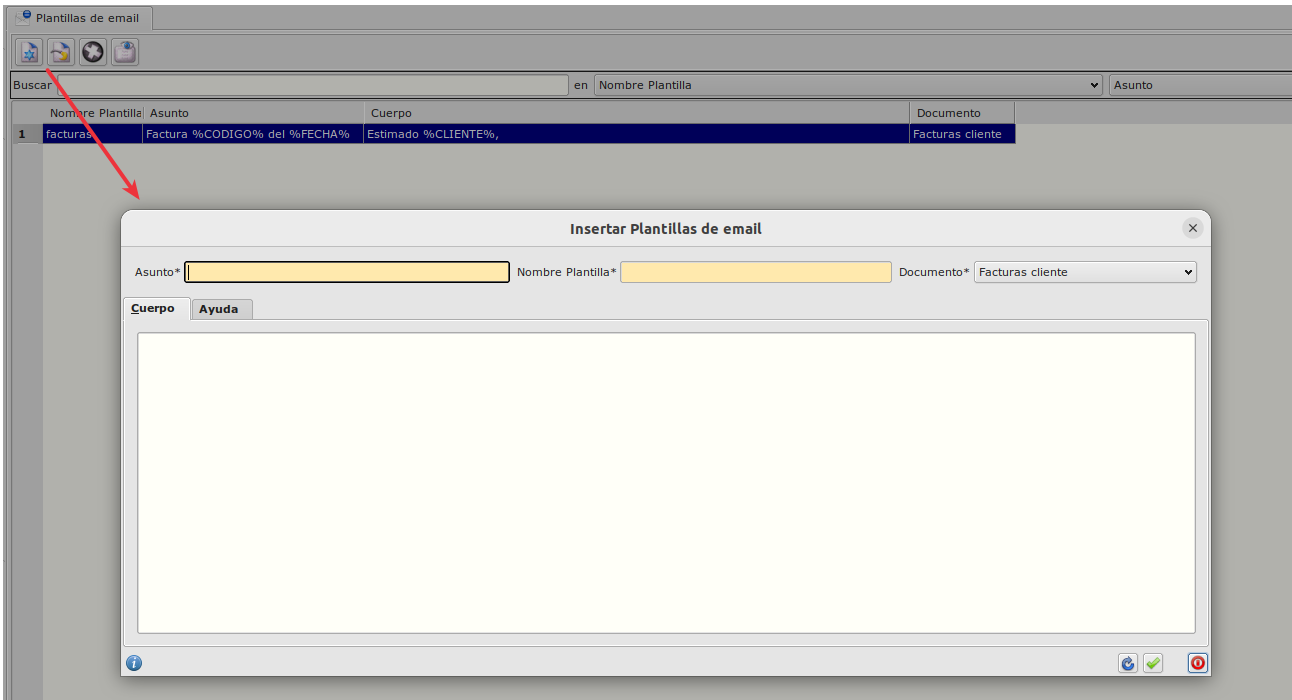 Plantillas de email
Buscar en Nombre Plantilla Asunto
Nombre Plantilla Asunto Cuerpo Documento
1 facturas Factura %CODIGO% del %FECHA% Estimado %CLIENTE%, Facturas cliente
Insertar Plantillas de email
Asunto* Nombre Plantilla* Documento* Facturas cliente
Cuerpo Ayuda